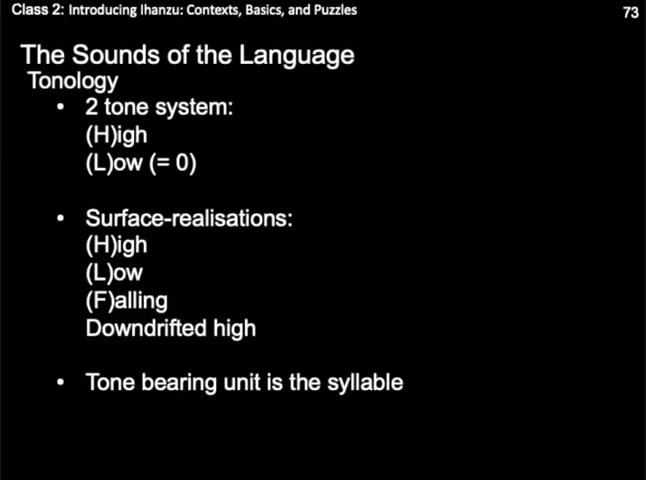 Class 2: Introducing Ihanzu: Contexts, Basics, and Puzzles
73
The Sounds of the Language
Tonology
• 2 tone system:
(H)igh
(L)ow (= 0)
• Surface-realisations:
(H)igh
(L)ow
(F)alling
Downdrifted high
• Tone bearing unit is the syllable